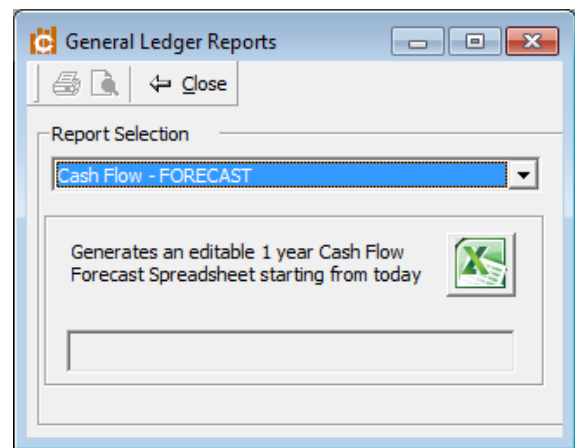 General Ledger Reports
Close
Report Selection
Cash Flow - FORECAST
Generates an editable 1 year Cash Flow
Forecast Spreadsheet starting from today